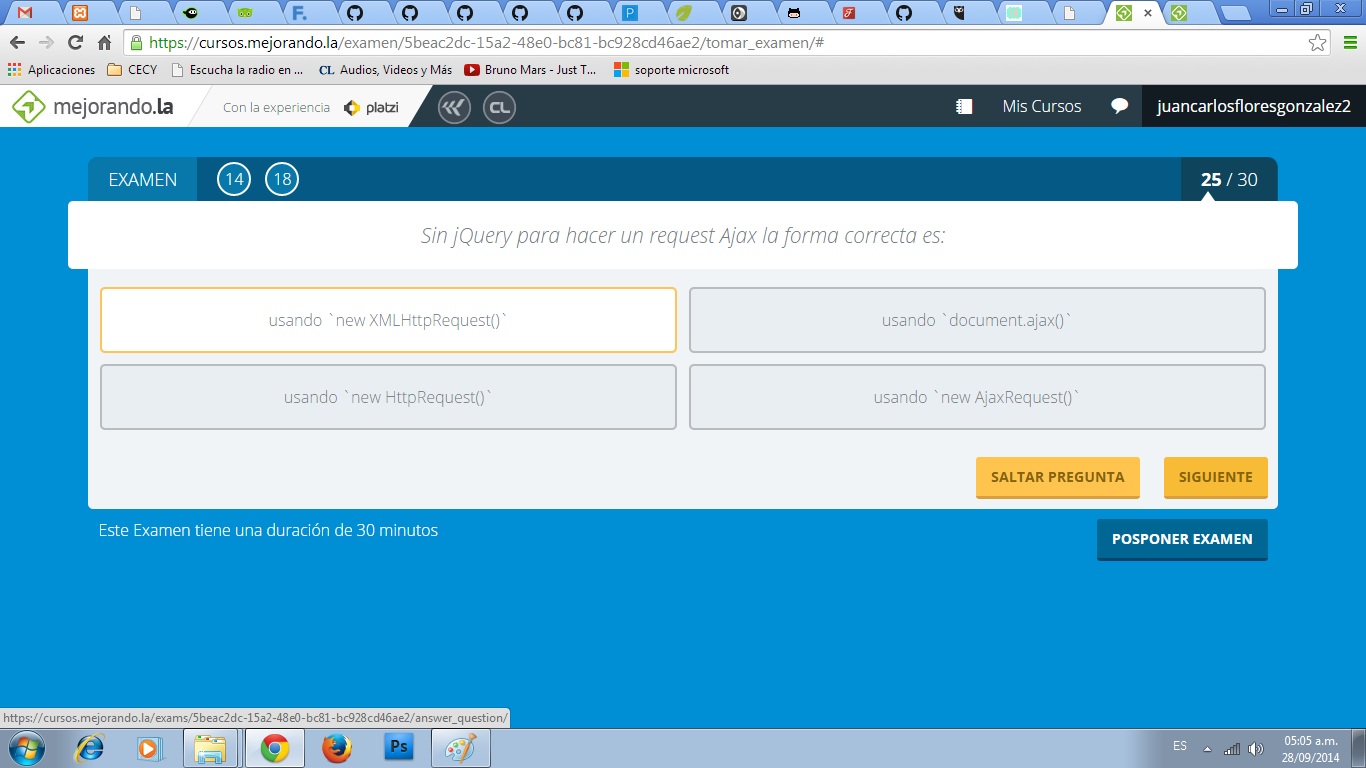 https://cursos.mejorando.la/examen/5beac2dc-15a2-48e0-bc81-bc928cd46ae2/tomar_examen/#
Aplicaciones CECY Escucha la radio en ... CL Audios, Videos y Más Bruno Mars - Just T... soporte microsoft
mejorando.la Con la experiencia platzi CL Mis Cursos juancarlosfloresgonzalez2
EXAMEN 14 18 25 / 30
Sin jQuery para hacer un request Ajax la forma correcta es:
usando `new XMLHttpRequest()` usando `document.ajax()`
usando `new HttpRequest()` usando `new AjaxRequest()`
SALTAR PREGUNTA SIGUIENTE
Este Examen tiene una duración de 30 minutos
POSPONER EXAMEN
https://cursos.mejorando.la/exams/5beac2dc-15a2-48e0-bc81-bc928cd46ae2/answer_question/
Ps ES 05:05 a.m.
28/09/2014